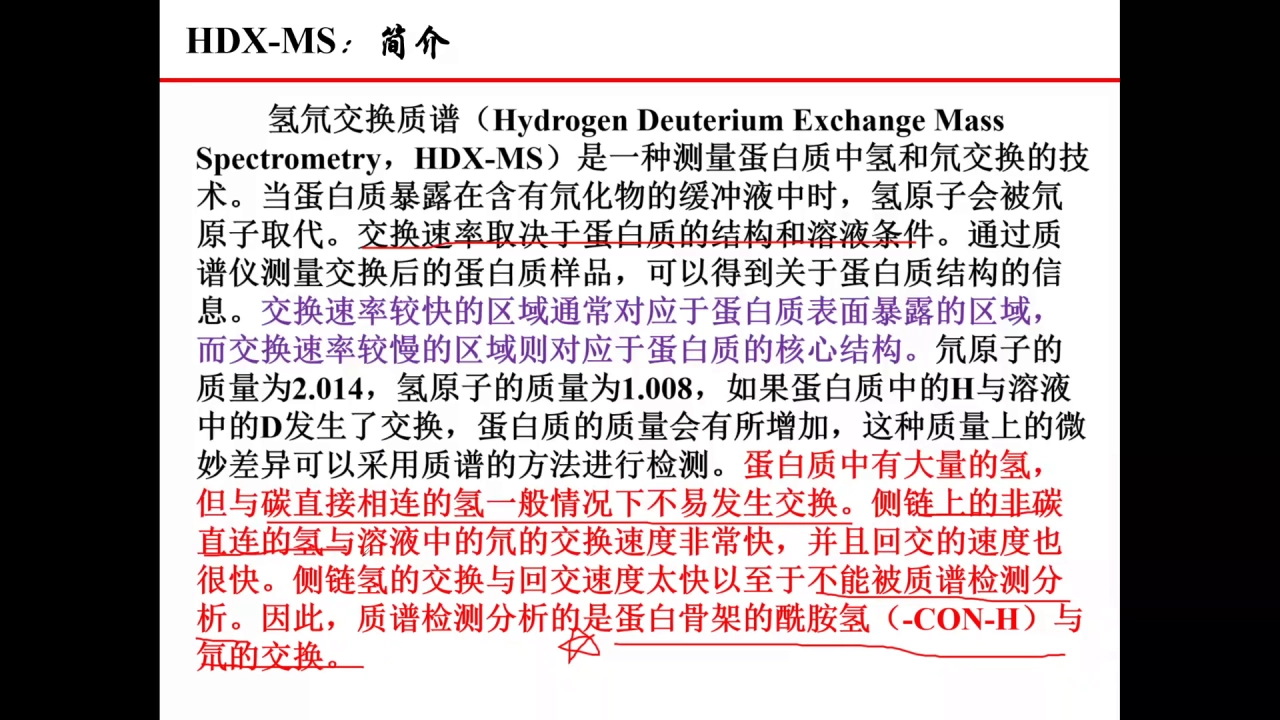 HDX-MS：简介
氢氘交换质谱（Hydrogen Deuterium Exchange Mass
Spectrometry，HDX-MS）是一种测量蛋白质中氢和氘交换的技
术。当蛋白质暴露在含有氘化物的缓冲液中时，氢原子会被氘
原子取代。交换速率取决于蛋白质的结构和溶液条件。通过质
谱仪测量交换后的蛋白质样品，可以得到关于蛋白质结构的信
息。交换速率较快的区域通常对应于蛋白质表面暴露的区域，
而交换速率较慢的区域则对应于蛋白质的核心结构。氘原子的
质量为2.014，氢原子的质量为1.008，如果蛋白质中的H与溶液
中的D发生了交换，蛋白质的质量会有所增加，这种质量上的微
妙差异可以采用质谱的方法进行检测。蛋白质中有大量的氢，
但与碳直接相连的氢一般情况下不易发生交换。侧链上的非碳
直连的氢与溶液中的氘的交换速度非常快，并且回交的速度也
很快。侧链氢的交换与回交速度太快以至于不能被质谱检测分
析。因此，质谱检测分析的是蛋白骨架的酰胺氢（-CON-H）与
氘的交换。